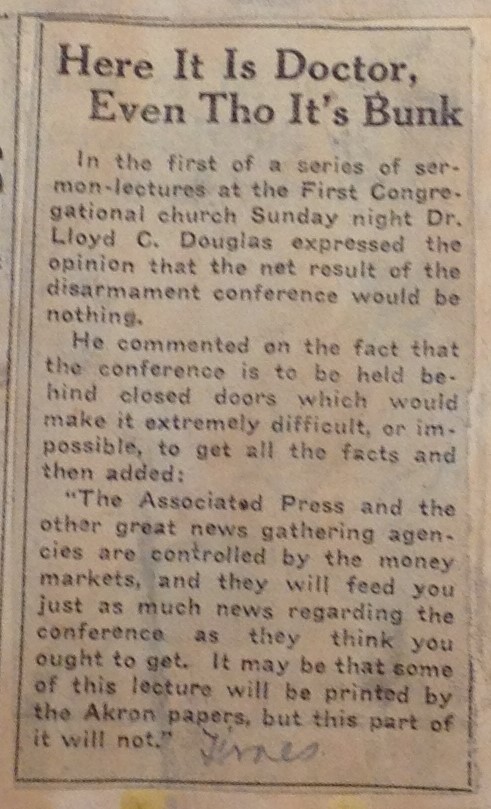 Here It Is Doctor,
Even Tho It's Bunk
In the first of a series of ser-
mon-lectures at the First Congre-
gational church Sunday night Dr.
Lloyd C. Douglas expressed the
opinion that the net result of the
disarmament conference would be
nothing.
He commented on the fact that
the conference is to be held be-
hind closed doors which would
make it extremely difficult, or im-
possible, to get all the facts and
then added:
"The Associated Press and the
other great news gathering agen-
cies are controlled by the money
markets, and they will feed you
just as much news regarding the
conference as they think you
ought to get. It may be that some
of this lecture will be printed by
the Akron papers, but this part of
it will not." Times